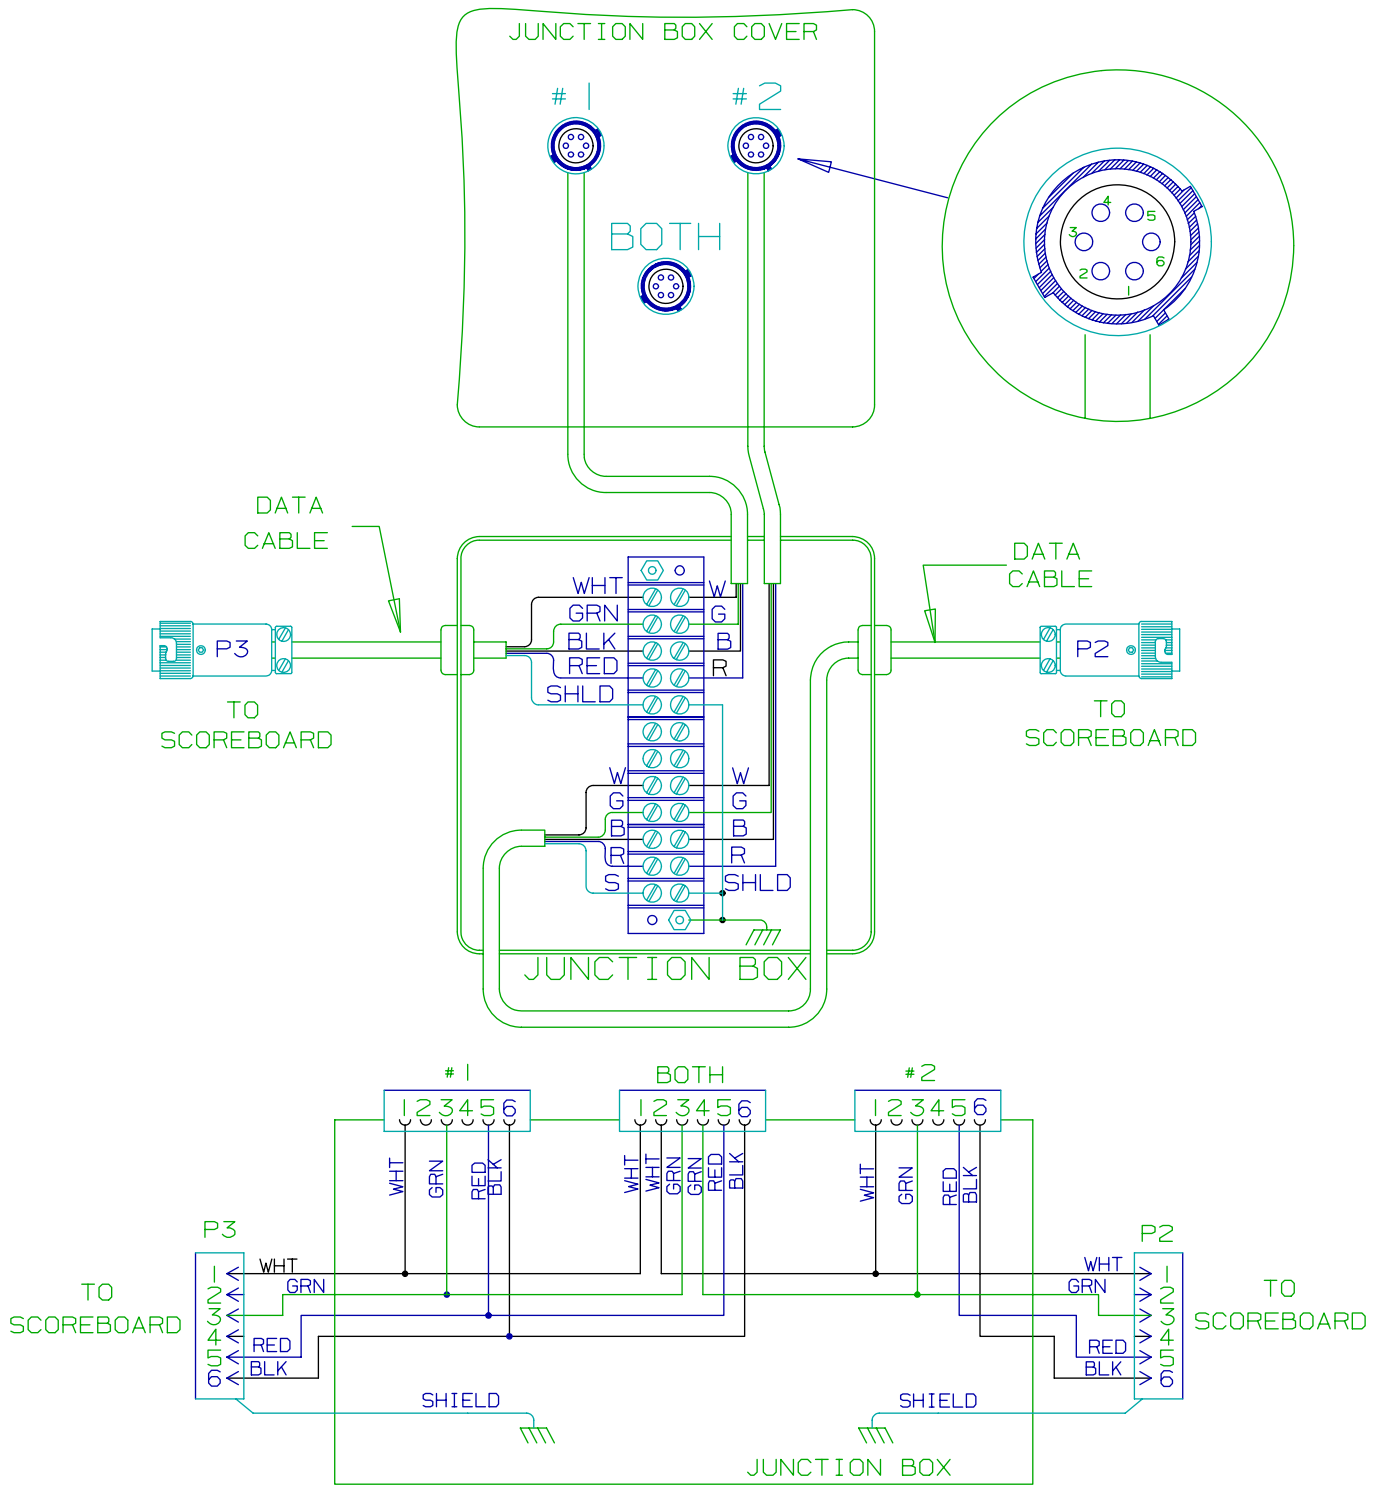 JUNCTION BOX COVER
# 1
# 2
BOTH
4
5
3
6
2
1
DATA
CABLE
DATA
CABLE
WHT
W
GRN
G
BLK
B
RED
R
SHLD
P3
P2
TO
SCOREBOARD
TO
SCOREBOARD
W
W
G
G
B
B
R
R
S
SHLD
JUNCTION BOX
#1
BOTH
#2
1 2 3 4 5 6
1 2 3 4 5 6
1 2 3 4 5 6
WHT
GRN
RED
BLK
WHT
WHT
GRN
GRN
RED
BLK
WHT
GRN
RED
BLK
P3
P2
TO
SCOREBOARD
1
2
3
4
5
6
WHT
GRN
RED
BLK
WHT
GRN
RED
BLK
1
2
3
4
5
6
TO
SCOREBOARD
SHIELD
SHIELD
JUNCTION BOX